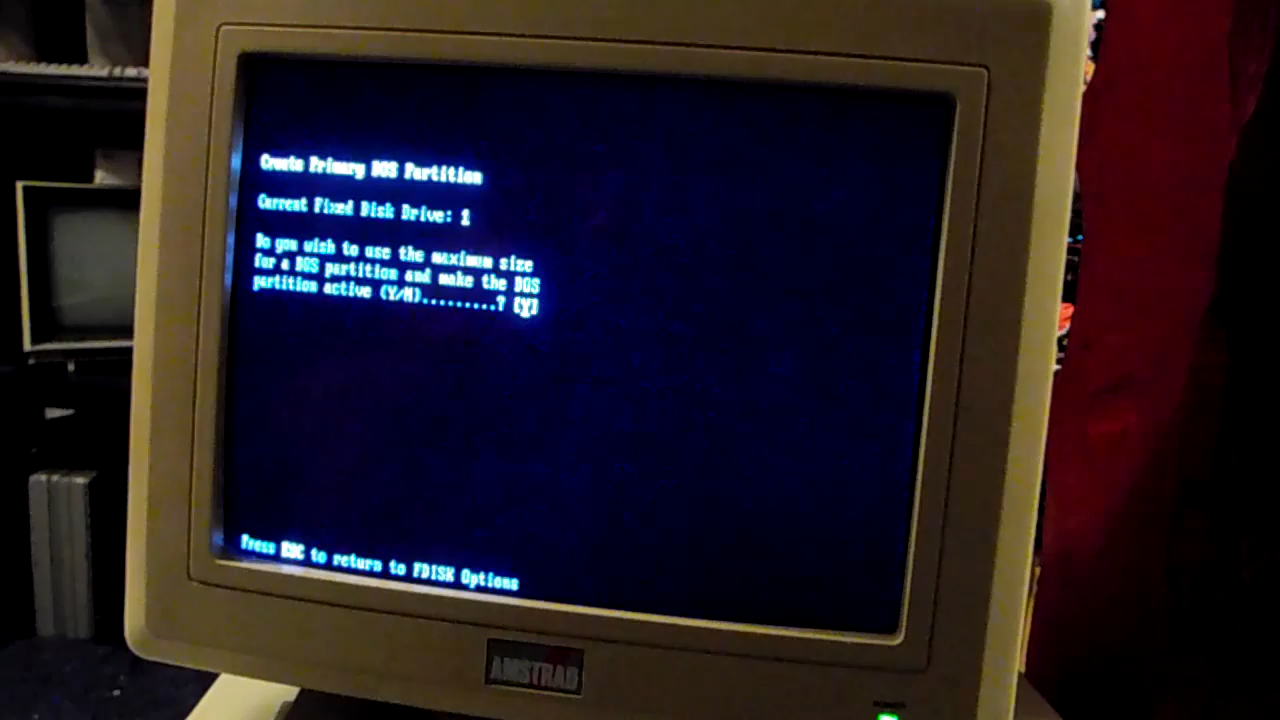 Create Primary DOS Partition
Current Fixed Disk Drive: 1
Do you wish to use the maximum size
for a DOS partition and make the DOS
partition active (Y/N).........? [Y]
Press ESC to return to FDISK Options
AMSTRAD
POWER